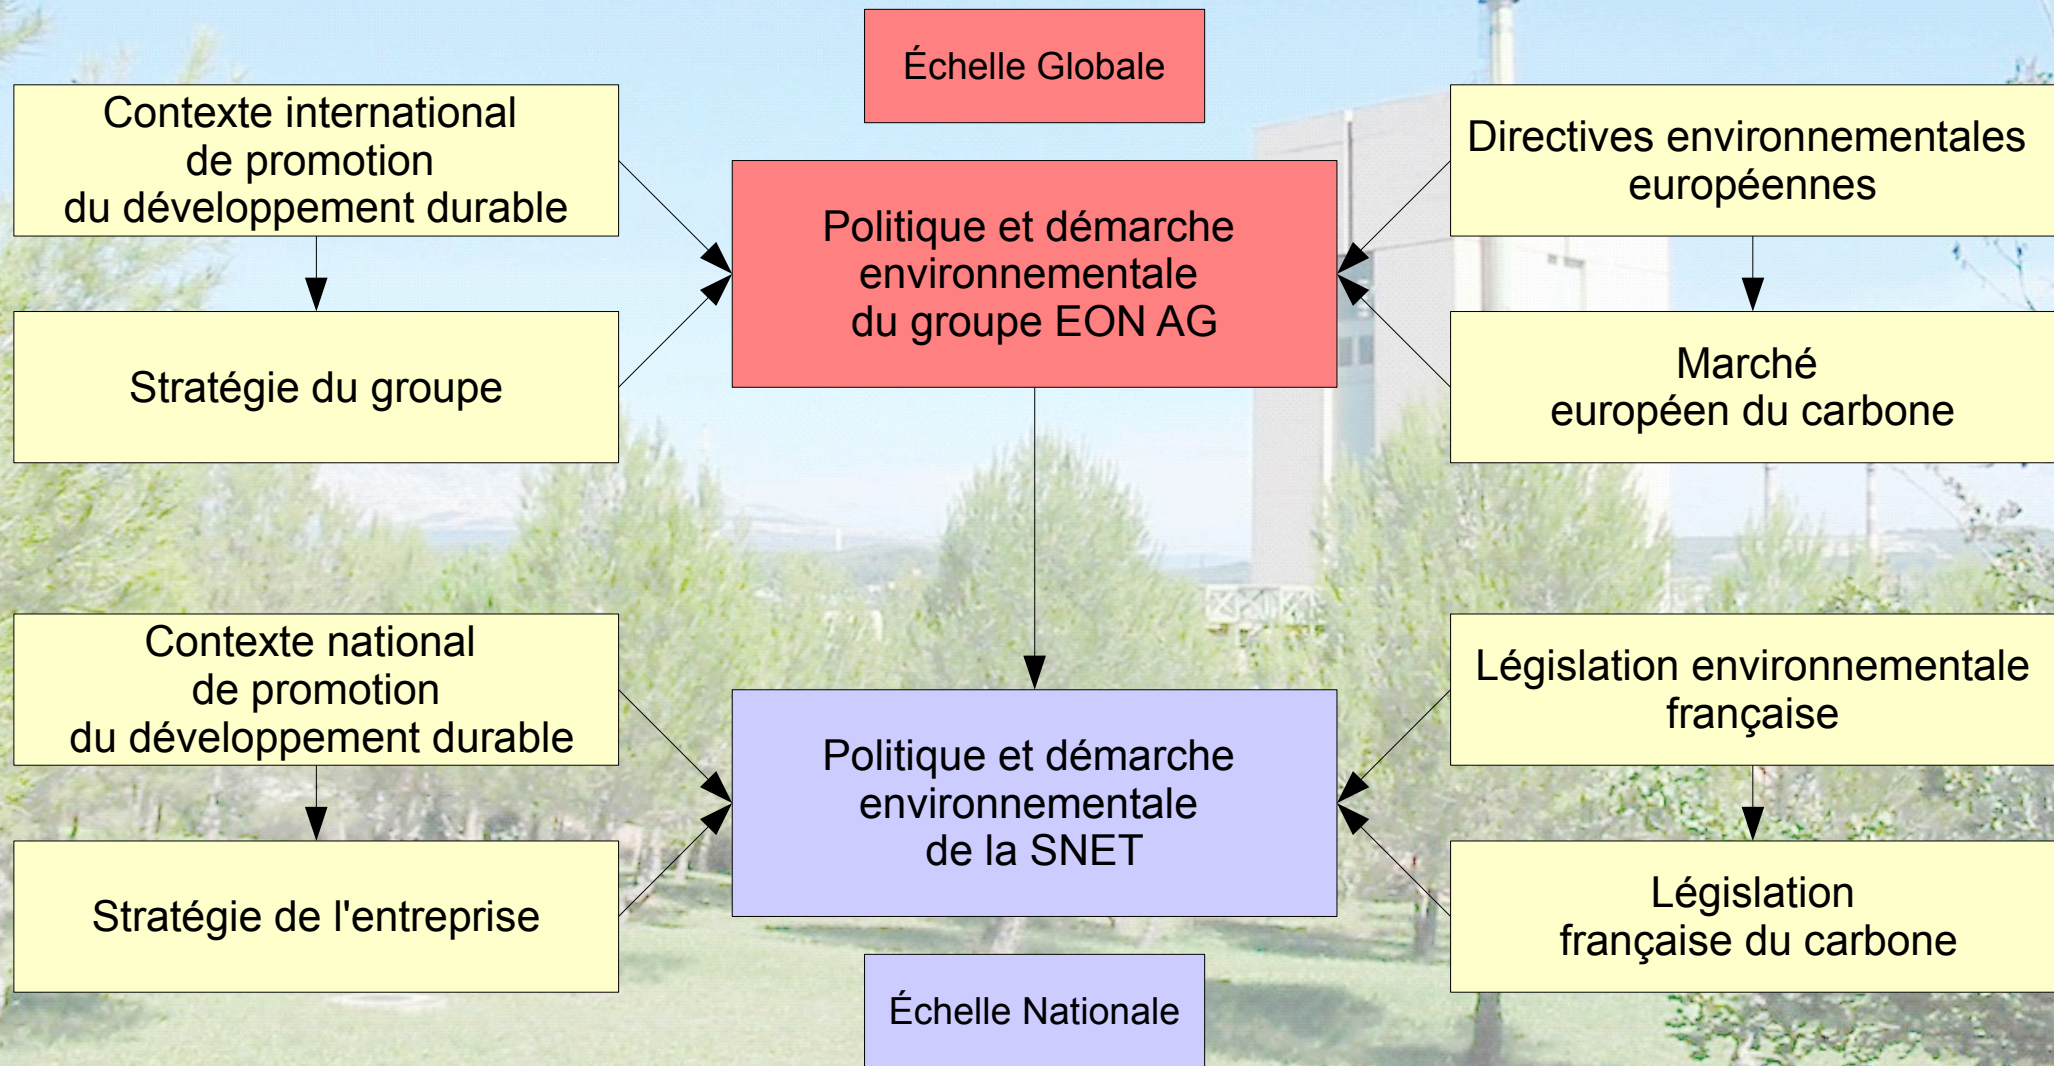 Échelle Globale
Contexte international
de promotion
du développement durable
Directives environnementales
européennes
Politique et démarche
environnementale
du groupe EON AG
Stratégie du groupe
Marché
européen du carbone
Contexte national
de promotion
du développement durable
Législation environnementale
française
Politique et démarche
environnementale
de la SNET
Stratégie de l'entreprise
Législation
française du carbone
Échelle Nationale